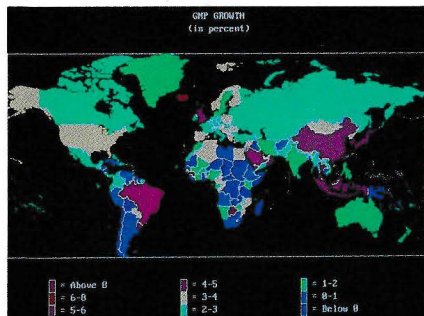 GMP GROWTH
(in percent)
= Above 8
= 6-8
= 5-6
= 4-5
= 3-4
= 2-3
= 1-2
= 0-1
= Below 0